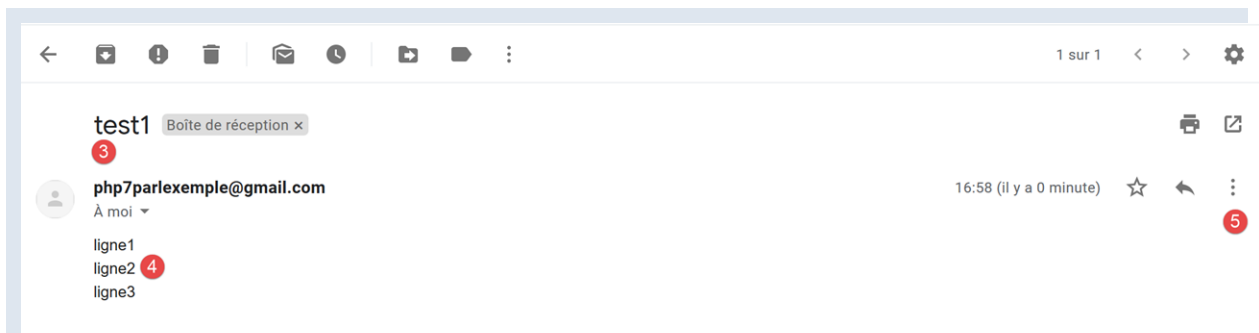 1 sur 1
test1 Boîte de réception ×
3
php7parlexemple@gmail.com 16:58 (il y a 0 minute)
À moi
5
ligne1
ligne2 4
ligne3